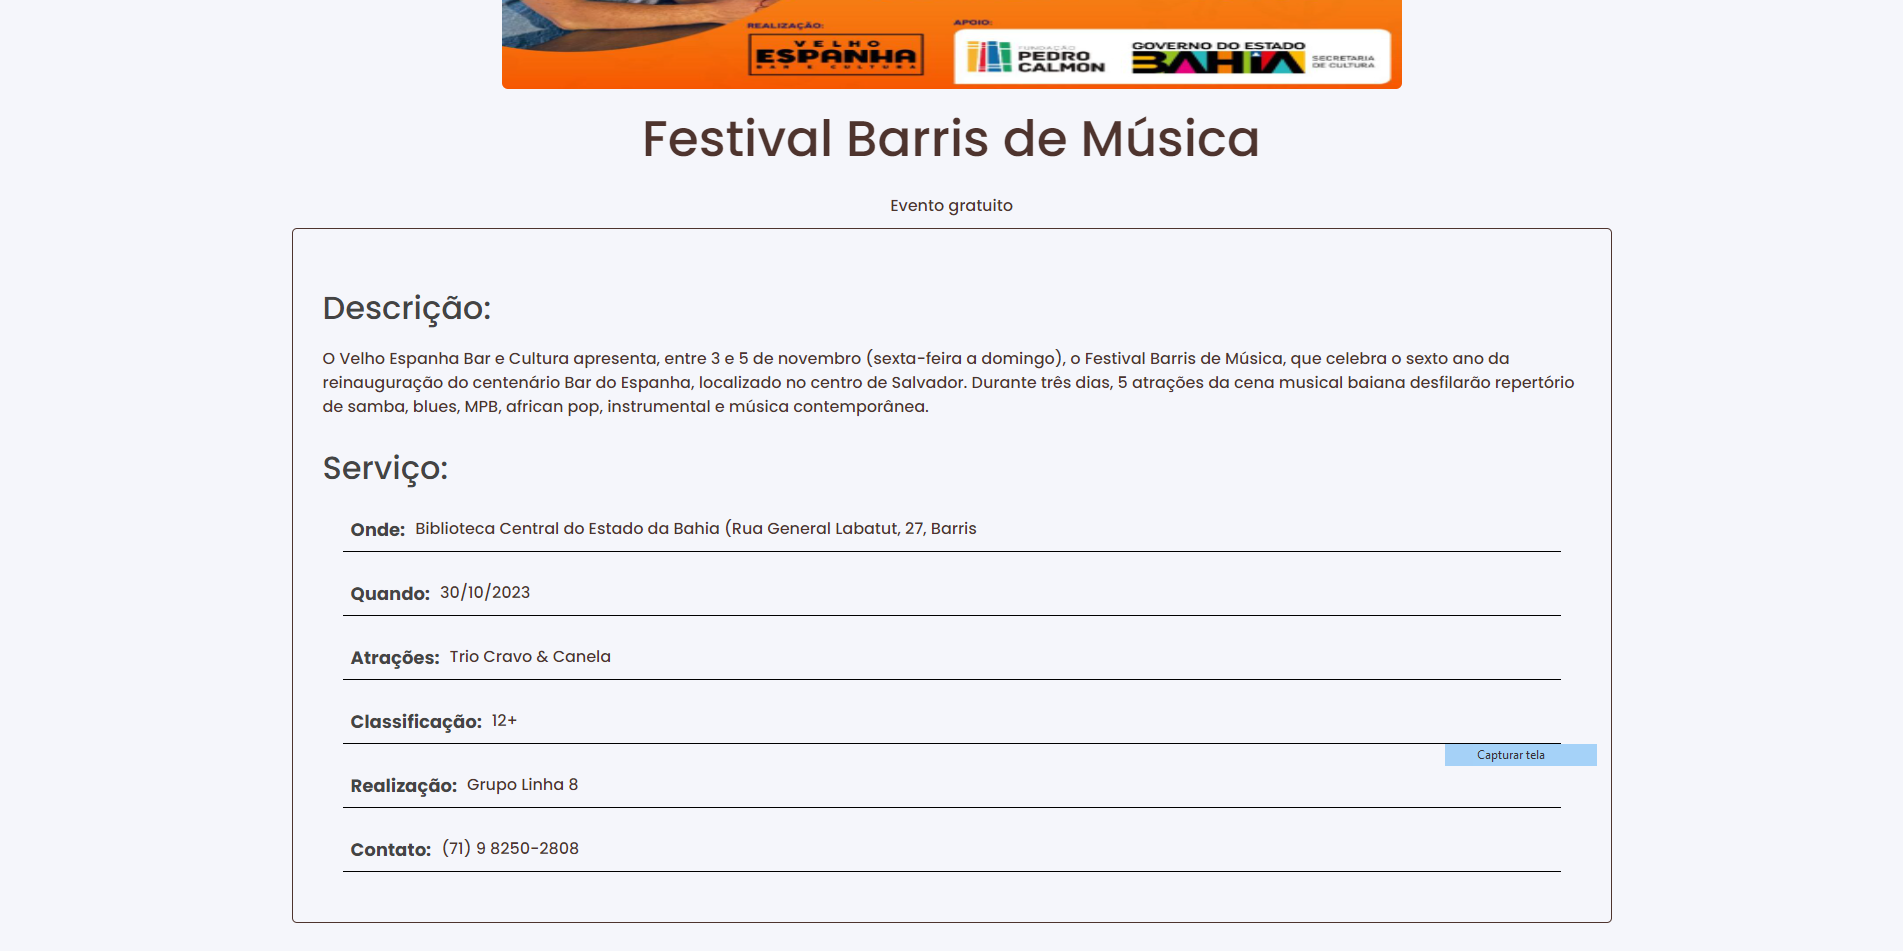 REALIZAÇÃO:
VELHO
ESPANHA
BAR E CULTURA
APOIO:
FUNDAÇÃO
PEDRO
CALMON
GOVERNO DO ESTADO
BAHIA
SECRETARIA
DE CULTURA
Festival Barris de Música
Evento gratuito
Descrição:
O Velho Espanha Bar e Cultura apresenta, entre 3 e 5 de novembro (sexta-feira a domingo), o Festival Barris de Música, que celebra o sexto ano da
reinauguração do centenário Bar do Espanha, localizado no centro de Salvador. Durante três dias, 5 atrações da cena musical baiana desfilarão repertório
de samba, blues, MPB, african pop, instrumental e música contemporânea.
Serviço:
Onde: Biblioteca Central do Estado da Bahia (Rua General Labatut, 27, Barris
Quando: 30/10/2023
Atrações: Trio Cravo & Canela
Classificação: 12+
Capturar tela
Realização: Grupo Linha 8
Contato: (71) 9 8250-2808